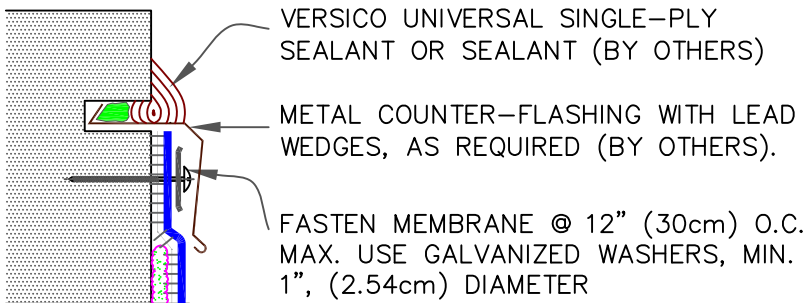 VERSICO UNIVERSAL SINGLE–PLY
SEALANT OR SEALANT (BY OTHERS)
METAL COUNTER–FLASHING WITH LEAD
WEDGES, AS REQUIRED (BY OTHERS).
FASTEN MEMBRANE @ 12” (30cm) O.C.
MAX. USE GALVANIZED WASHERS, MIN.
1”, (2.54cm) DIAMETER